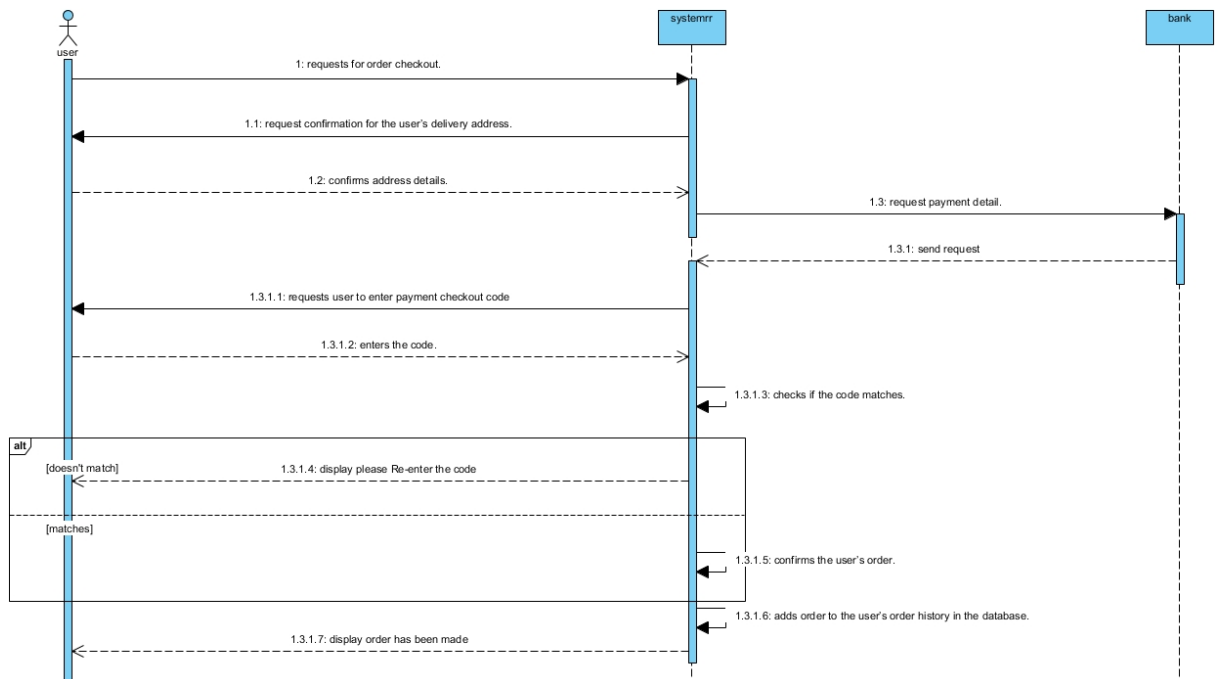 user
systemrr
bank
1: requests for order checkout.
1.1: request confirmation for the user's delivery address.
1.2: confirms address details.
1.3: request payment detail.
1.3.1: send request
1.3.1.1: requests user to enter payment checkout code
1.3.1.2: enters the code.
1.3.1.3: checks if the code matches.
alt
[doesn't match]
1.3.1.4: display please Re-enter the code
[matches]
1.3.1.5: confirms the user's order.
1.3.1.6: adds order to the user's order history in the database.
1.3.1.7: display order has been made